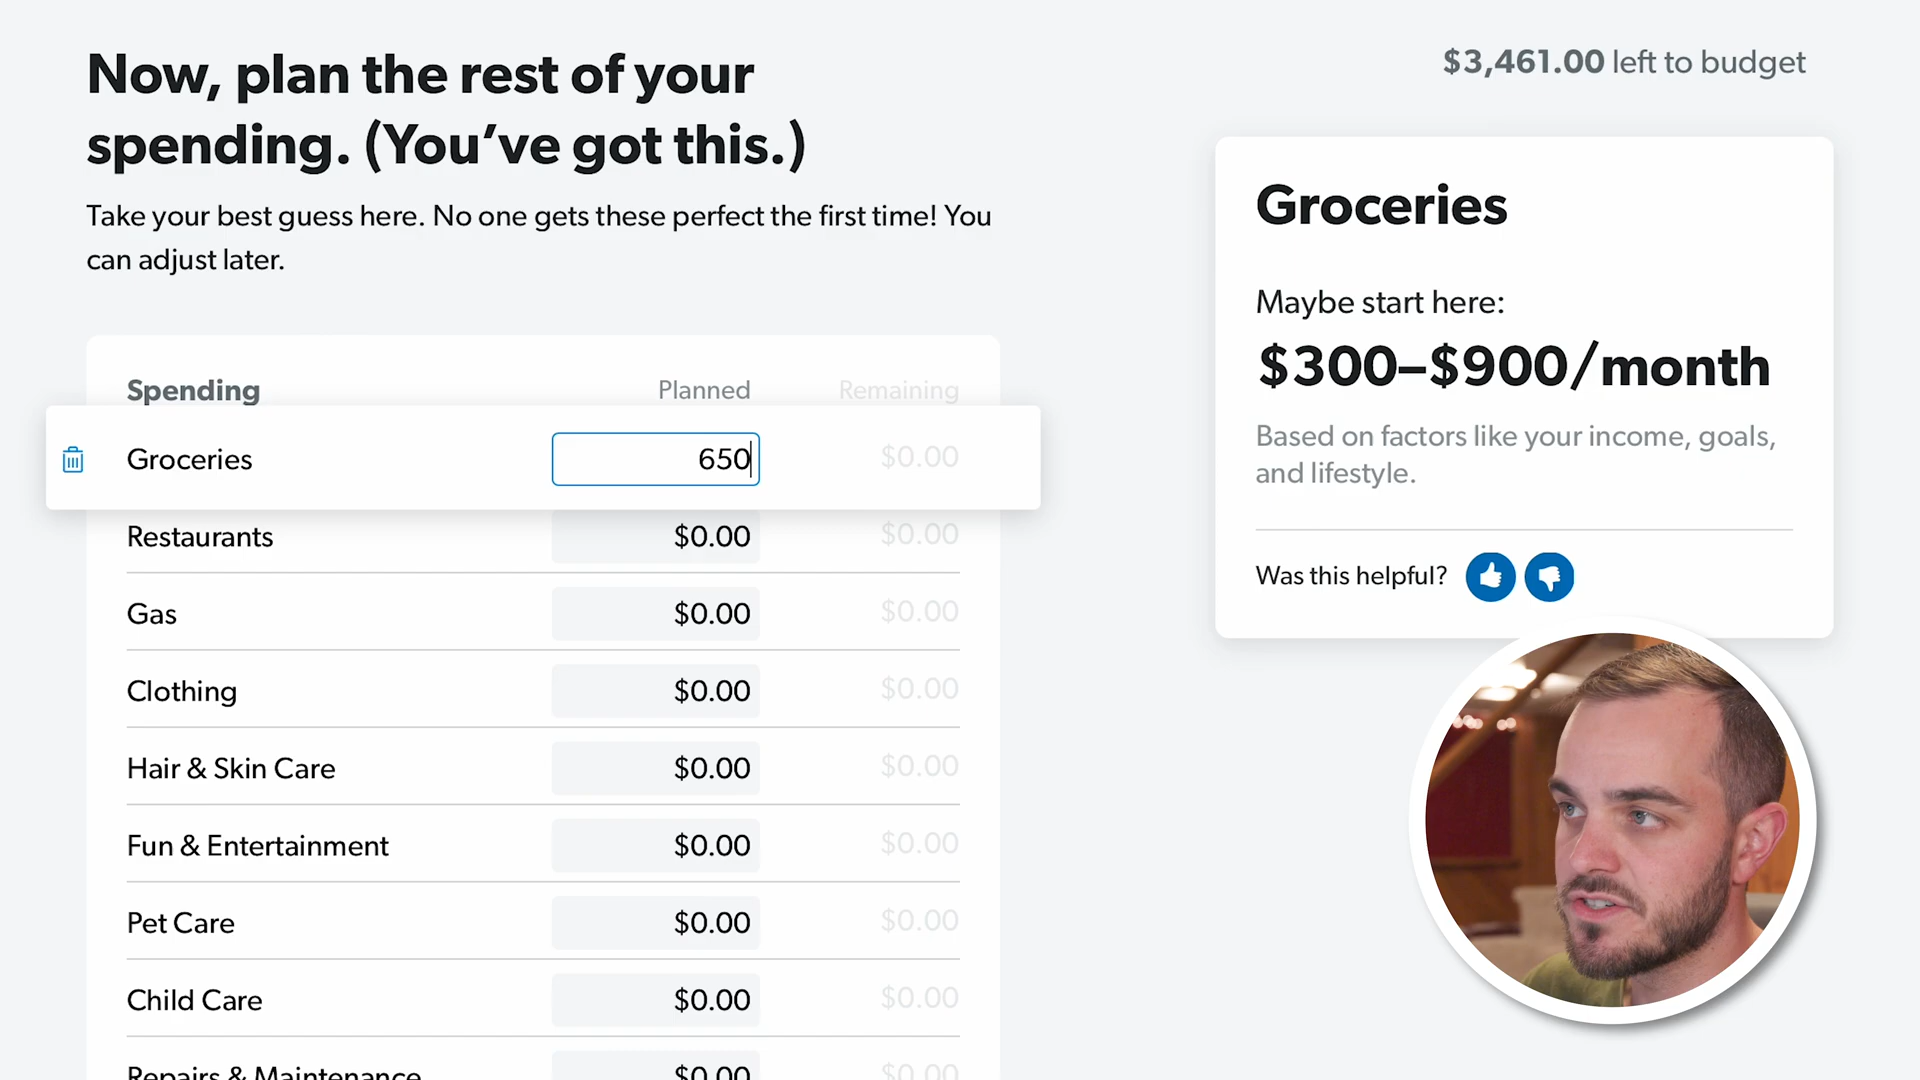 Now, plan the rest of your
spending. (You’ve got this.)
Take your best guess here. No one gets these perfect the first time! You
can adjust later.
$3,461.00 left to budget
Groceries
Maybe start here:
$300–$900/month
Based on factors like your income, goals,
and lifestyle.
Was this helpful?
Spending Planned Remaining
Groceries 650 $0.00
Restaurants $0.00 $0.00
Gas $0.00 $0.00
Clothing $0.00 $0.00
Hair & Skin Care $0.00 $0.00
Fun & Entertainment $0.00 $0.00
Pet Care $0.00 $0.00
Child Care $0.00 $0.00
Repairs & Maintenance $0.00 $0.00